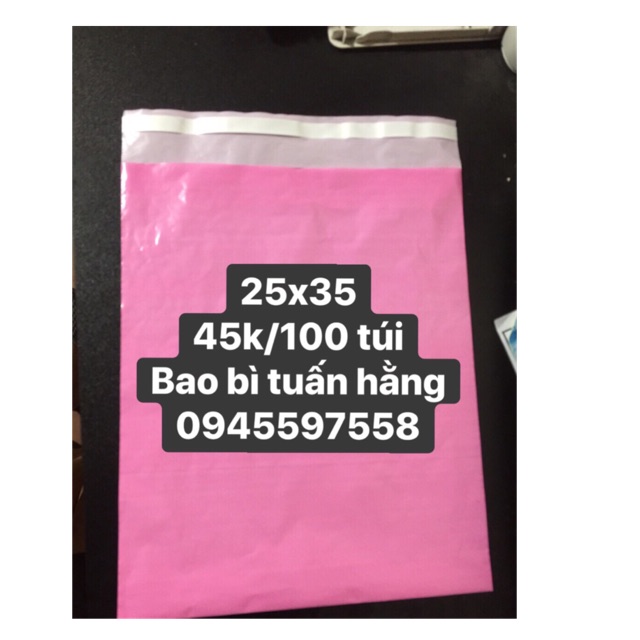 25x35
45k/100 túi
Bao bì tuấn hằng
0945597558